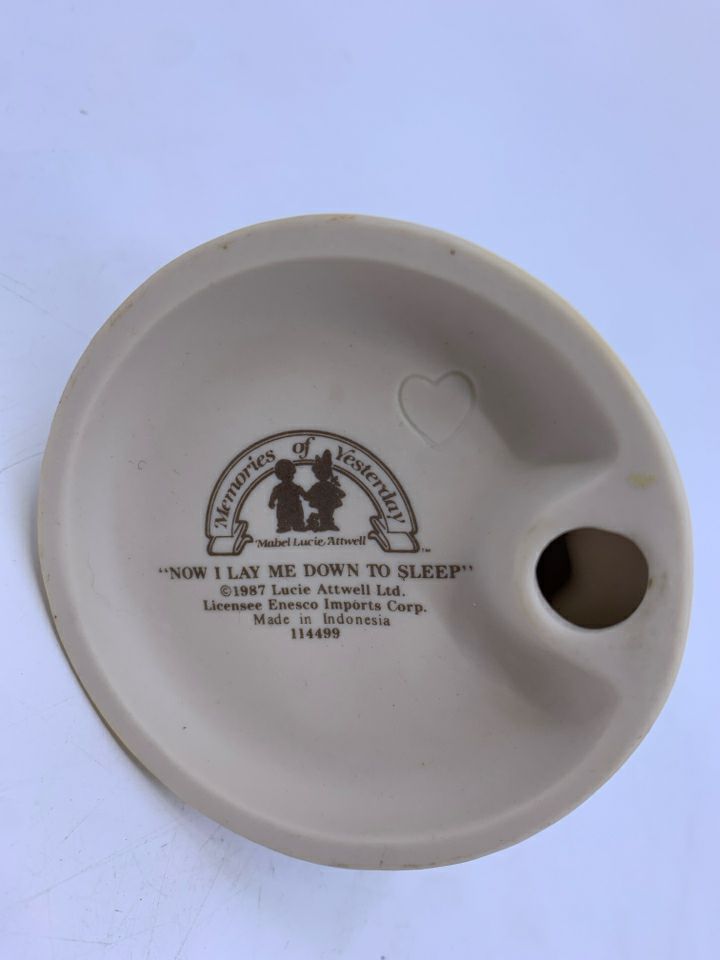 Memories of Yesterday
Mabel Lucie Attwell ™
"NOW I LAY ME DOWN TO SLEEP"
©1987 Lucie Attwell Ltd.
Licensee Enesco Imports Corp.
Made in Indonesia
114499